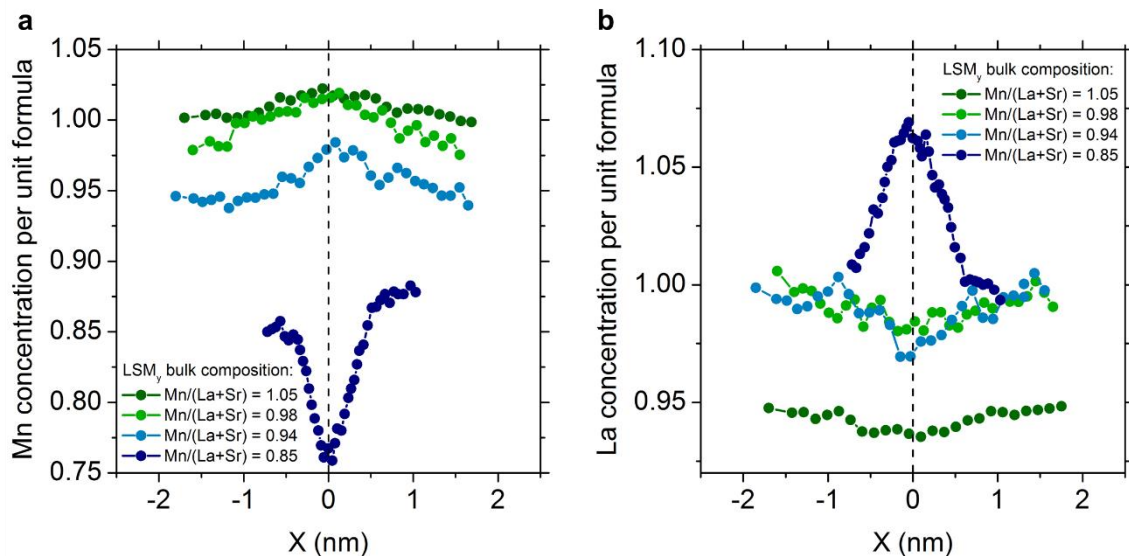 a
Mn concentration per unit formula
1.05
1.00
0.95
0.90
0.85
0.80
0.75
LSMy bulk composition:
Mn/(La+Sr) = 1.05
Mn/(La+Sr) = 0.98
Mn/(La+Sr) = 0.94
Mn/(La+Sr) = 0.85
-2
-1
0
1
2
X (nm)
b
La concentration per unit formula
1.10
1.05
1.00
0.95
LSMy bulk composition:
Mn/(La+Sr) = 1.05
Mn/(La+Sr) = 0.98
Mn/(La+Sr) = 0.94
Mn/(La+Sr) = 0.85
-2
-1
0
1
2
X (nm)